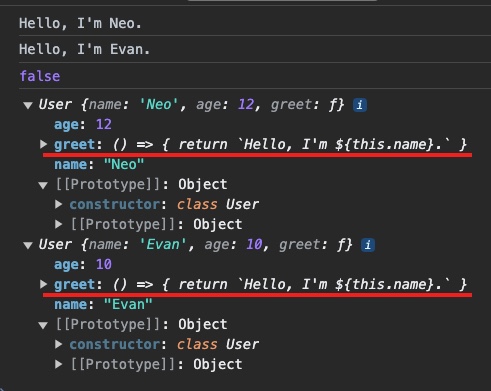 Hello, I'm Neo.
Hello, I'm Evan.
false
▼ User {name: 'Neo', age: 12, greet: ƒ} i
age: 12
▶ greet: () => { return `Hello, I'm ${this.name}.` }
name: "Neo"
▼ [[Prototype]]: Object
▶ constructor: class User
▶ [[Prototype]]: Object
▼ User {name: 'Evan', age: 10, greet: ƒ} i
age: 10
▶ greet: () => { return `Hello, I'm ${this.name}.` }
name: "Evan"
▼ [[Prototype]]: Object
▶ constructor: class User
▶ [[Prototype]]: Object